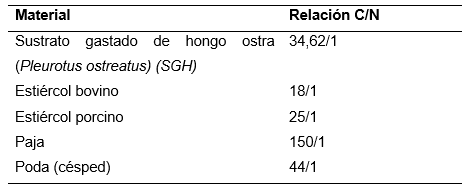 Material Relación C/N
Sustrato gastado de hongo ostra 34,62/1
(Pleurotus ostreatus) (SGH)
Estiércol bovino 18/1
Estiércol porcino 25/1
Paja 150/1
Poda (césped) 44/1